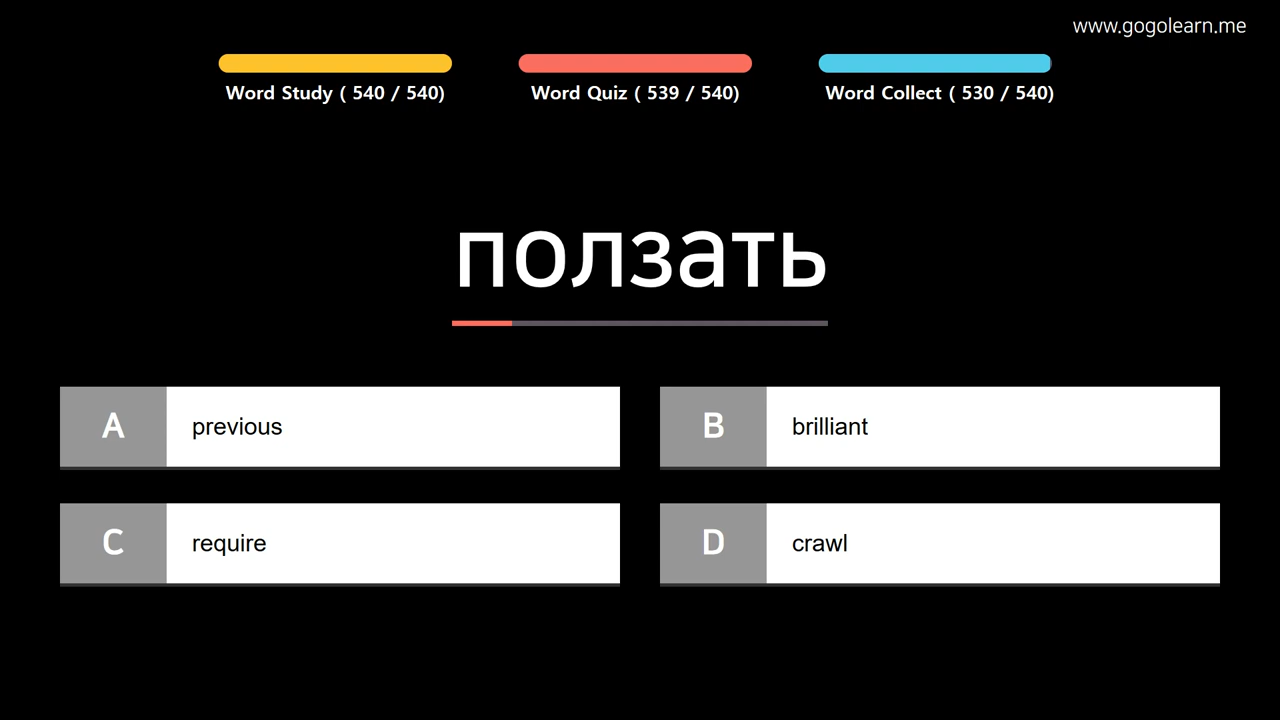 www.gogolearn.me
Word Study ( 540 / 540)
Word Quiz ( 539 / 540)
Word Collect ( 530 / 540)
ползать
A previous
B brilliant
C require
D crawl